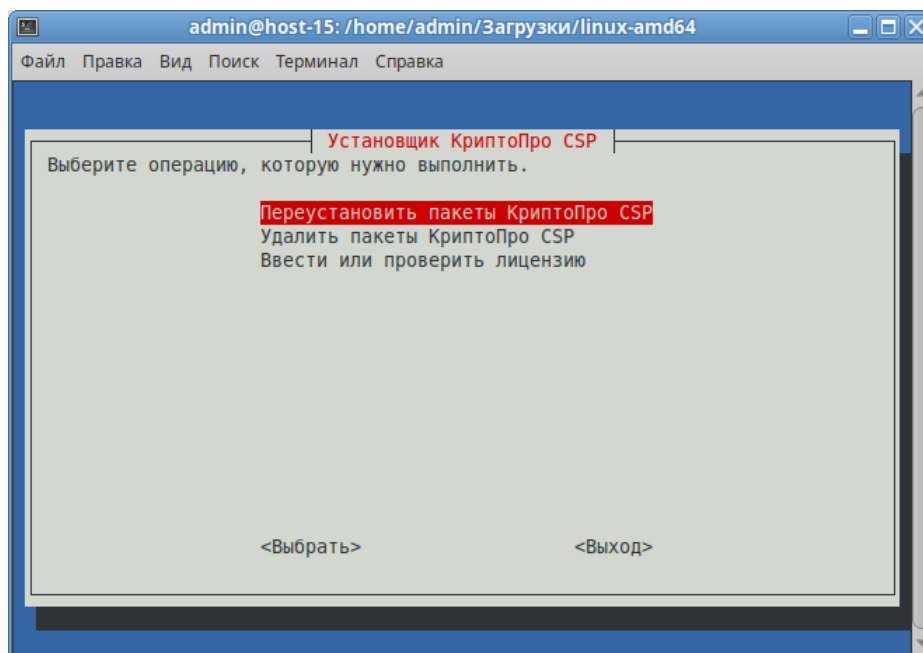 admin@host-15: /home/admin/Загрузки/linux-amd64
Файл Правка Вид Поиск Терминал Справка
Установщик КриптоПро CSP
Выберите операцию, которую нужно выполнить.
Переустановить пакеты КриптоПро CSP
Удалить пакеты КриптоПро CSP
Ввести или проверить лицензию
<Выбрать> <Выход>